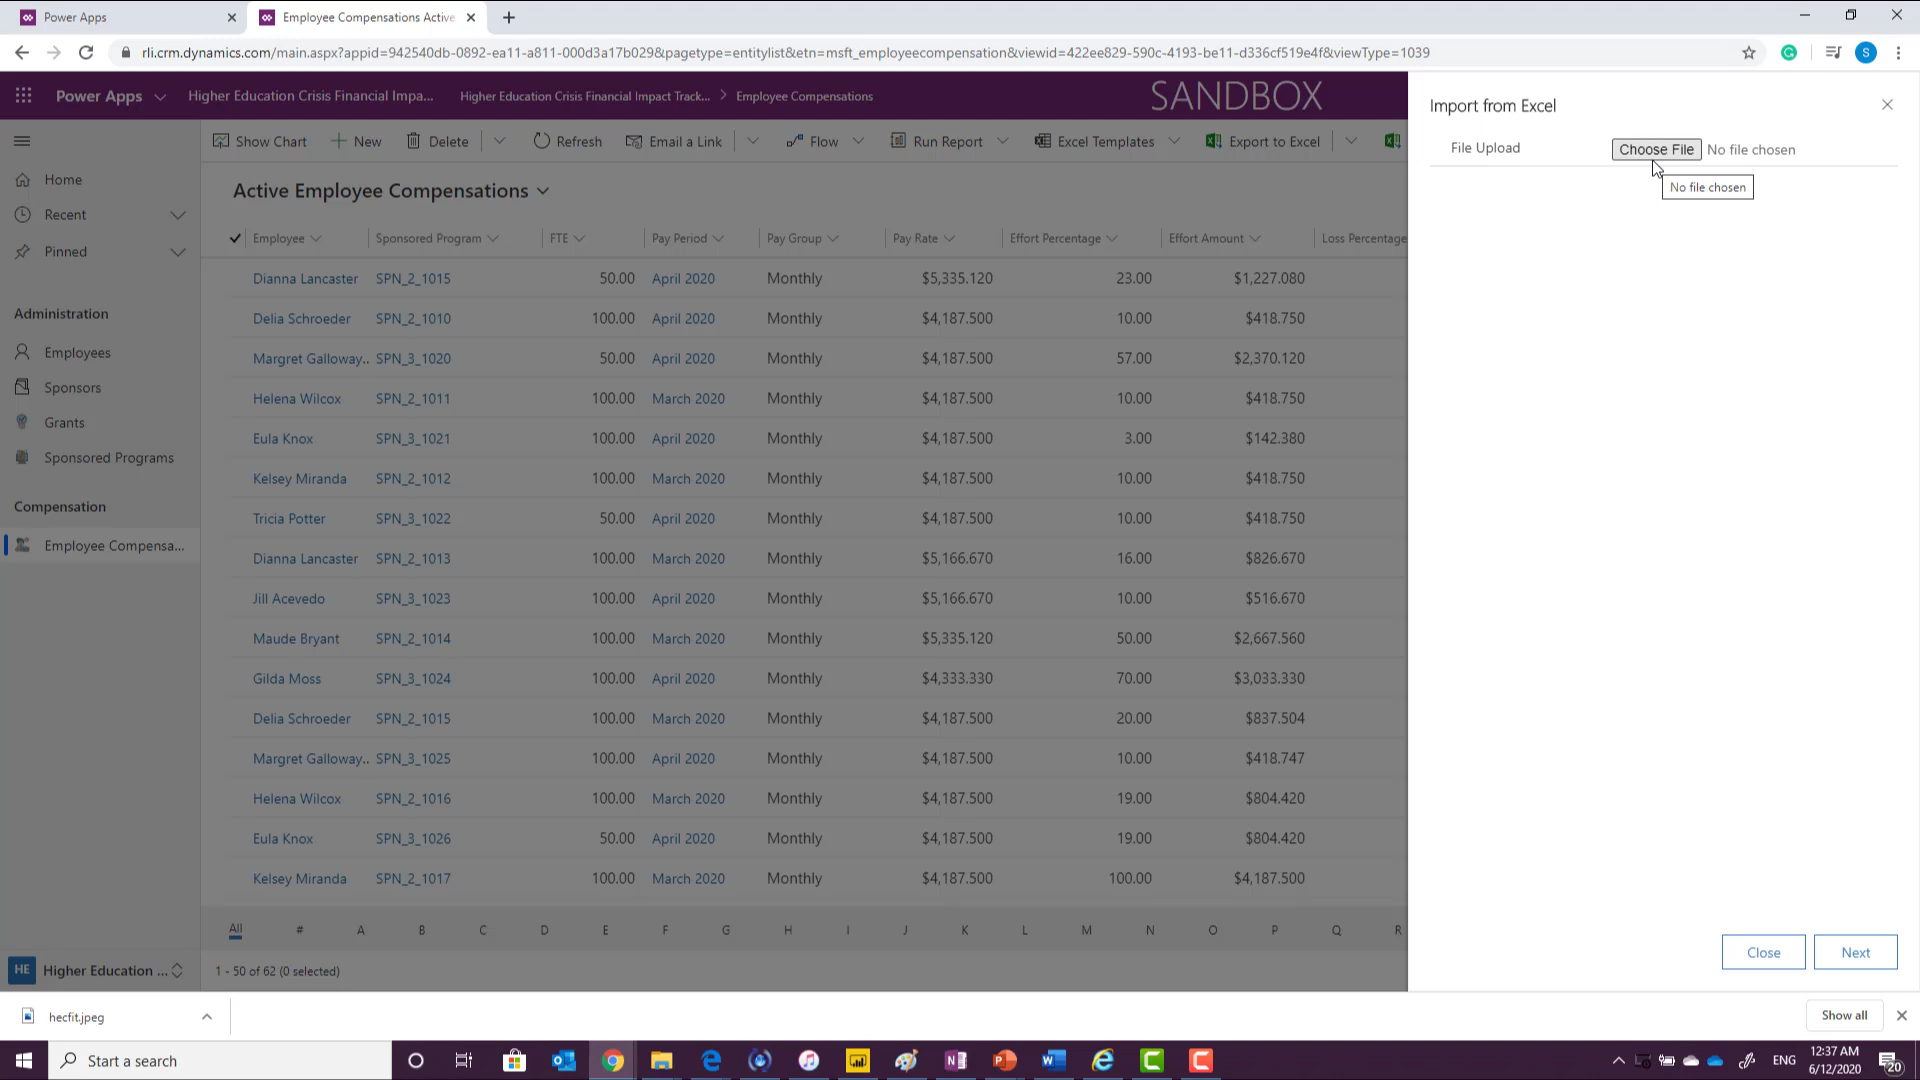 Power Apps
Employee Compensations Active
rli.crm.dynamics.com/main.aspx?appid=942540db-0892-ea11-a811-000d3a17b029&pagetype=entitylist&etn=msft_employeecompensation&viewid=422ee829-590c-4193-be11-d336cf519e4f&viewType=1039
S
Power Apps
Higher Education Crisis Financial Impa...
Higher Education Crisis Financial Impact Track...
Employee Compensations
SANDBOX
Import from Excel
Show Chart
New
Delete
Refresh
Email a Link
Flow
Run Report
Excel Templates
Export to Excel
File Upload
Choose File
No file chosen
No file chosen
Home
Recent
Pinned
Administration
Employees
Sponsors
Grants
Sponsored Programs
Compensation
Employee Compensa...
Active Employee Compensations
Employee Sponsored Program FTE Pay Period Pay Group Pay Rate Effort Percentage Effort Amount Loss Percentage
Dianna Lancaster SPN_2_1015 50.00 April 2020 Monthly $5,335.120 23.00 $1,227.080
Delia Schroeder SPN_2_1010 100.00 April 2020 Monthly $4,187.500 10.00 $418.750
Margret Galloway.. SPN_3_1020 50.00 April 2020 Monthly $4,187.500 57.00 $2,370.120
Helena Wilcox SPN_2_1011 100.00 March 2020 Monthly $4,187.500 10.00 $418.750
Eula Knox SPN_3_1021 100.00 April 2020 Monthly $4,187.500 3.00 $142.380
Kelsey Miranda SPN_2_1012 100.00 March 2020 Monthly $4,187.500 10.00 $418.750
Tricia Potter SPN_3_1022 50.00 April 2020 Monthly $4,187.500 10.00 $418.750
Dianna Lancaster SPN_2_1013 100.00 March 2020 Monthly $5,166.670 16.00 $826.670
Jill Acevedo SPN_3_1023 100.00 April 2020 Monthly $5,166.670 10.00 $516.670
Maude Bryant SPN_2_1014 100.00 March 2020 Monthly $5,335.120 50.00 $2,667.560
Gilda Moss SPN_3_1024 100.00 April 2020 Monthly $4,333.330 70.00 $3,033.330
Delia Schroeder SPN_2_1015 100.00 March 2020 Monthly $4,187.500 20.00 $837.504
Margret Galloway.. SPN_3_1025 100.00 April 2020 Monthly $4,187.500 10.00 $418.747
Helena Wilcox SPN_2_1016 100.00 March 2020 Monthly $4,187.500 19.00 $804.420
Eula Knox SPN_3_1026 50.00 April 2020 Monthly $4,187.500 19.00 $804.420
Kelsey Miranda SPN_2_1017 100.00 March 2020 Monthly $4,187.500 100.00 $4,187.500
All # A B C D E F G H I J K L M N O P Q R
Close
Next
HE
Higher Education ...
1 - 50 of 62 (0 selected)
hecfit.jpeg
Show all
Start a search
ENG
12:37 AM
6/12/2020
20